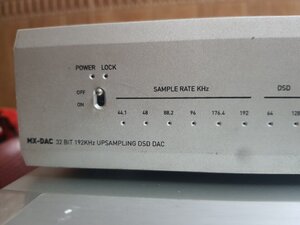 POWER LOCK
SAMPLE RATE KHz
DSD
OFF
ON
44.1 48 88.2 96 176.4 192 64 128
MX-DAC 32 BIT 192KHz UPSAMPLING DSD DAC